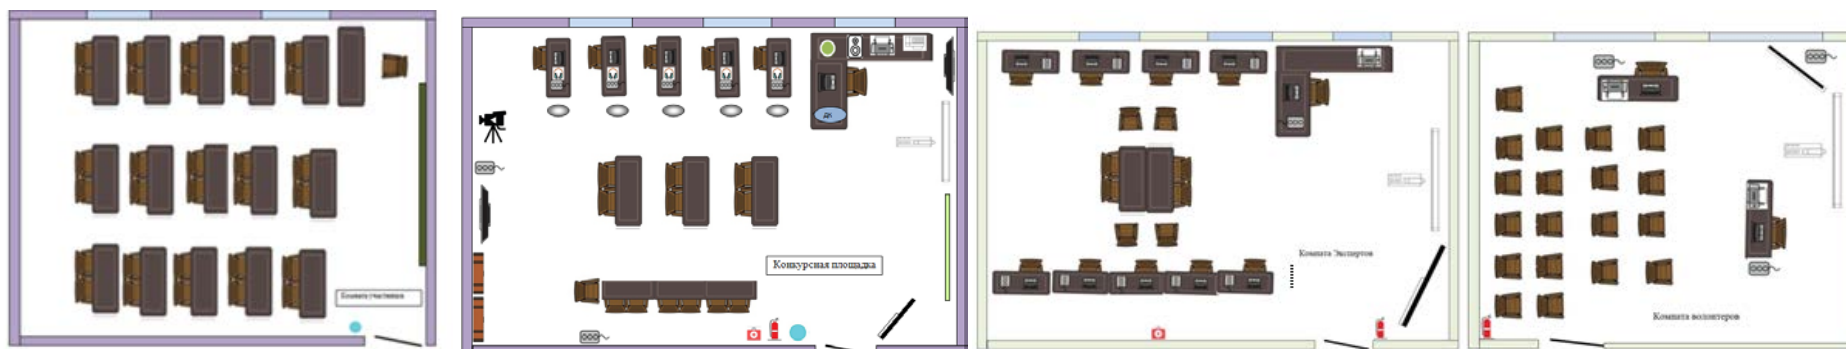 Комната участников
Конкурсная площадка
Комната Экспертов
Комната волонтеров